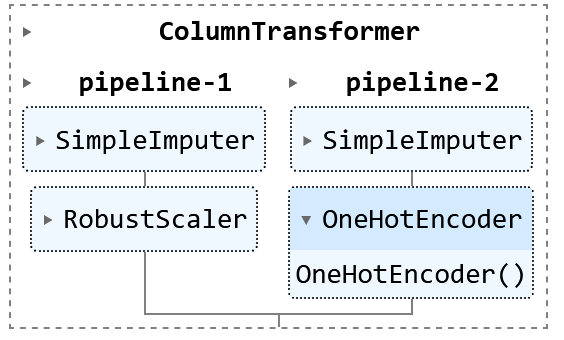 ColumnTransformer
pipeline-1
pipeline-2
SimpleImputer
SimpleImputer
RobustScaler
OneHotEncoder
OneHotEncoder()